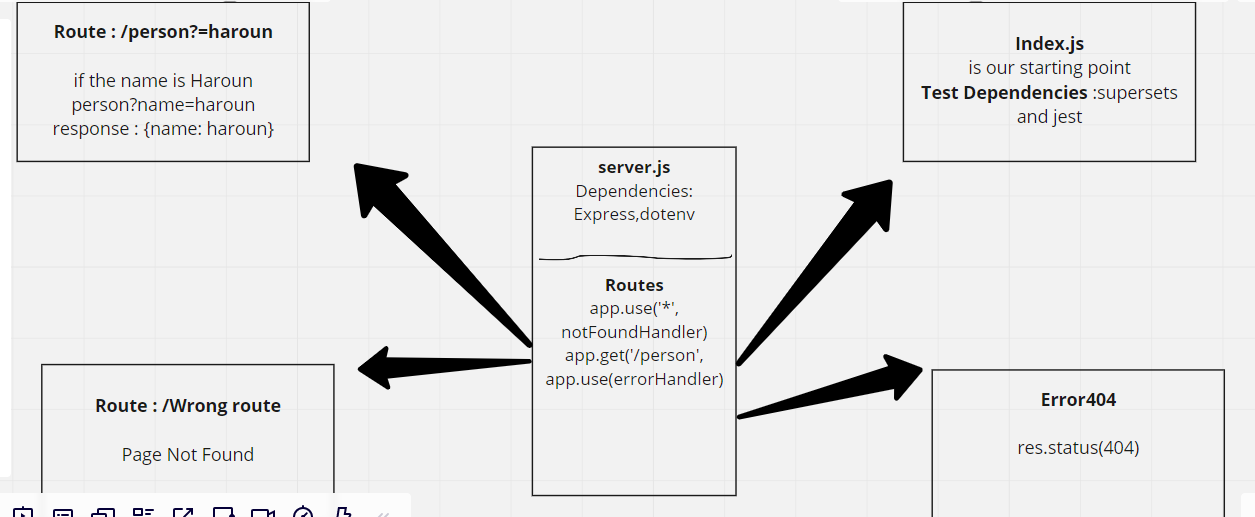 Route : /person?=haroun
if the name is Haroun
person?name=haroun
response : {name: haroun}
Index.js
is our starting point
Test Dependencies :supersets
and jest
server.js
Dependencies:
Express,dotenv
Routes
app.use('*',
notFoundHandler)
app.get('/person',
app.use(errorHandler)
Route : /Wrong route
Page Not Found
Error404
res.status(404)